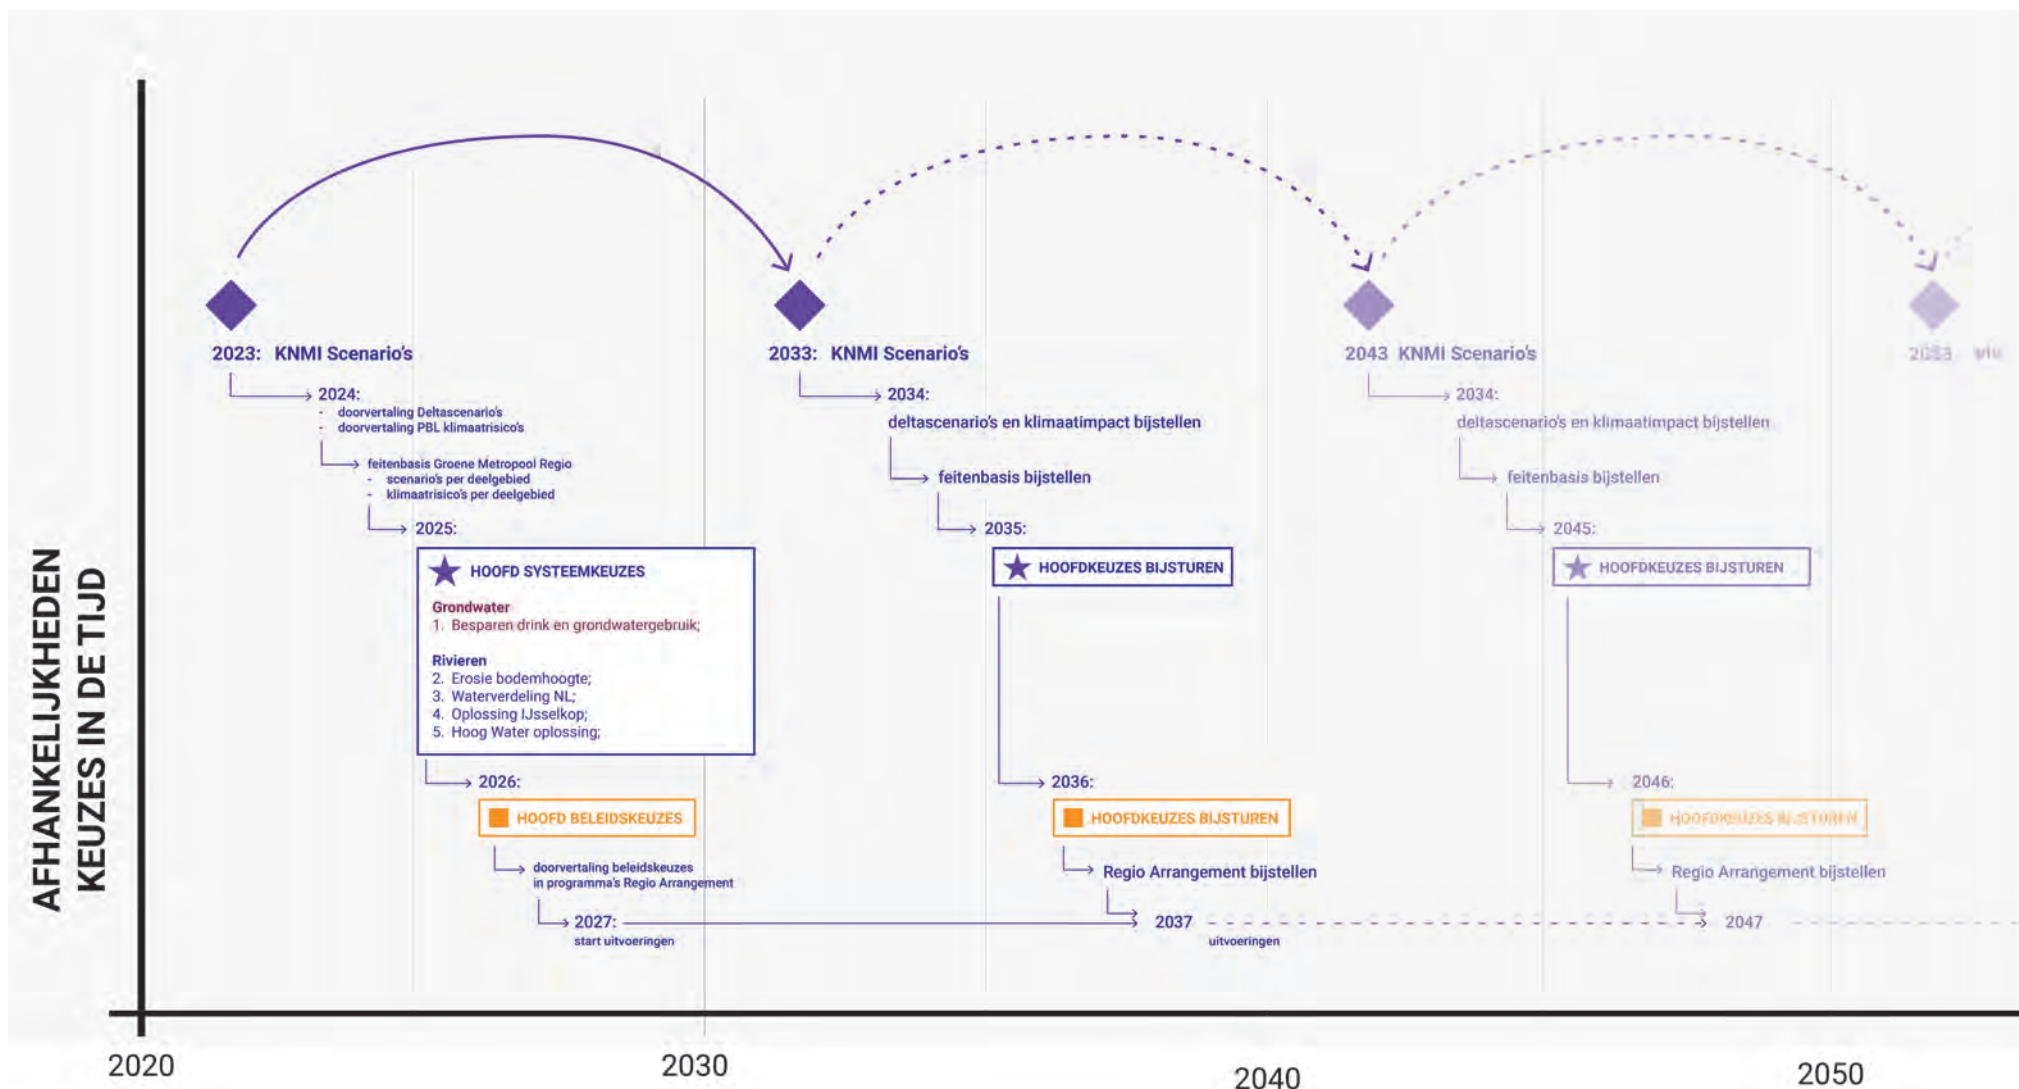 AFHANKELIJKHEDEN
KEUZES IN DE TIJD
2023: KNMI Scenario's
2024:
- doorvertaling Deltascenario's
- doorvertaling PBL klimaatrisico's
feitenbasis Groene Metropool Regio
- scenario's per deelgebied
- klimaatrisico's per deelgebied
2025:
HOOFD SYSTEEMKEUZES
Grondwater
1. Besparen drink en grondwatergebruik;
Rivieren
2. Erosie bodemhoogte;
3. Waterverdeling NL;
4. Oplossing IJsselkop;
5. Hoog Water oplossing;
2026:
HOOFD BELEIDSKEUZES
doorvertaling beleidskeuzes
in programma's Regio Arrangement
2027:
start uitvoeringen
2033: KNMI Scenario's
2034:
deltascenario's en klimaatimpact bijstellen
feitenbasis bijstellen
2035:
HOOFDKEUZES BIJSTUREN
2036:
HOOFDKEUZES BIJSTUREN
Regio Arrangement bijstellen
2037
uitvoeringen
2043 KNMI Scenario's
2034:
deltascenario's en klimaatimpact bijstellen
feitenbasis bijstellen
2045:
HOOFDKEUZES BIJSTUREN
2046:
HOOFDKEUZES BIJSTUREN
Regio Arrangement bijstellen
2047
2053
2020
2030
2040
2050